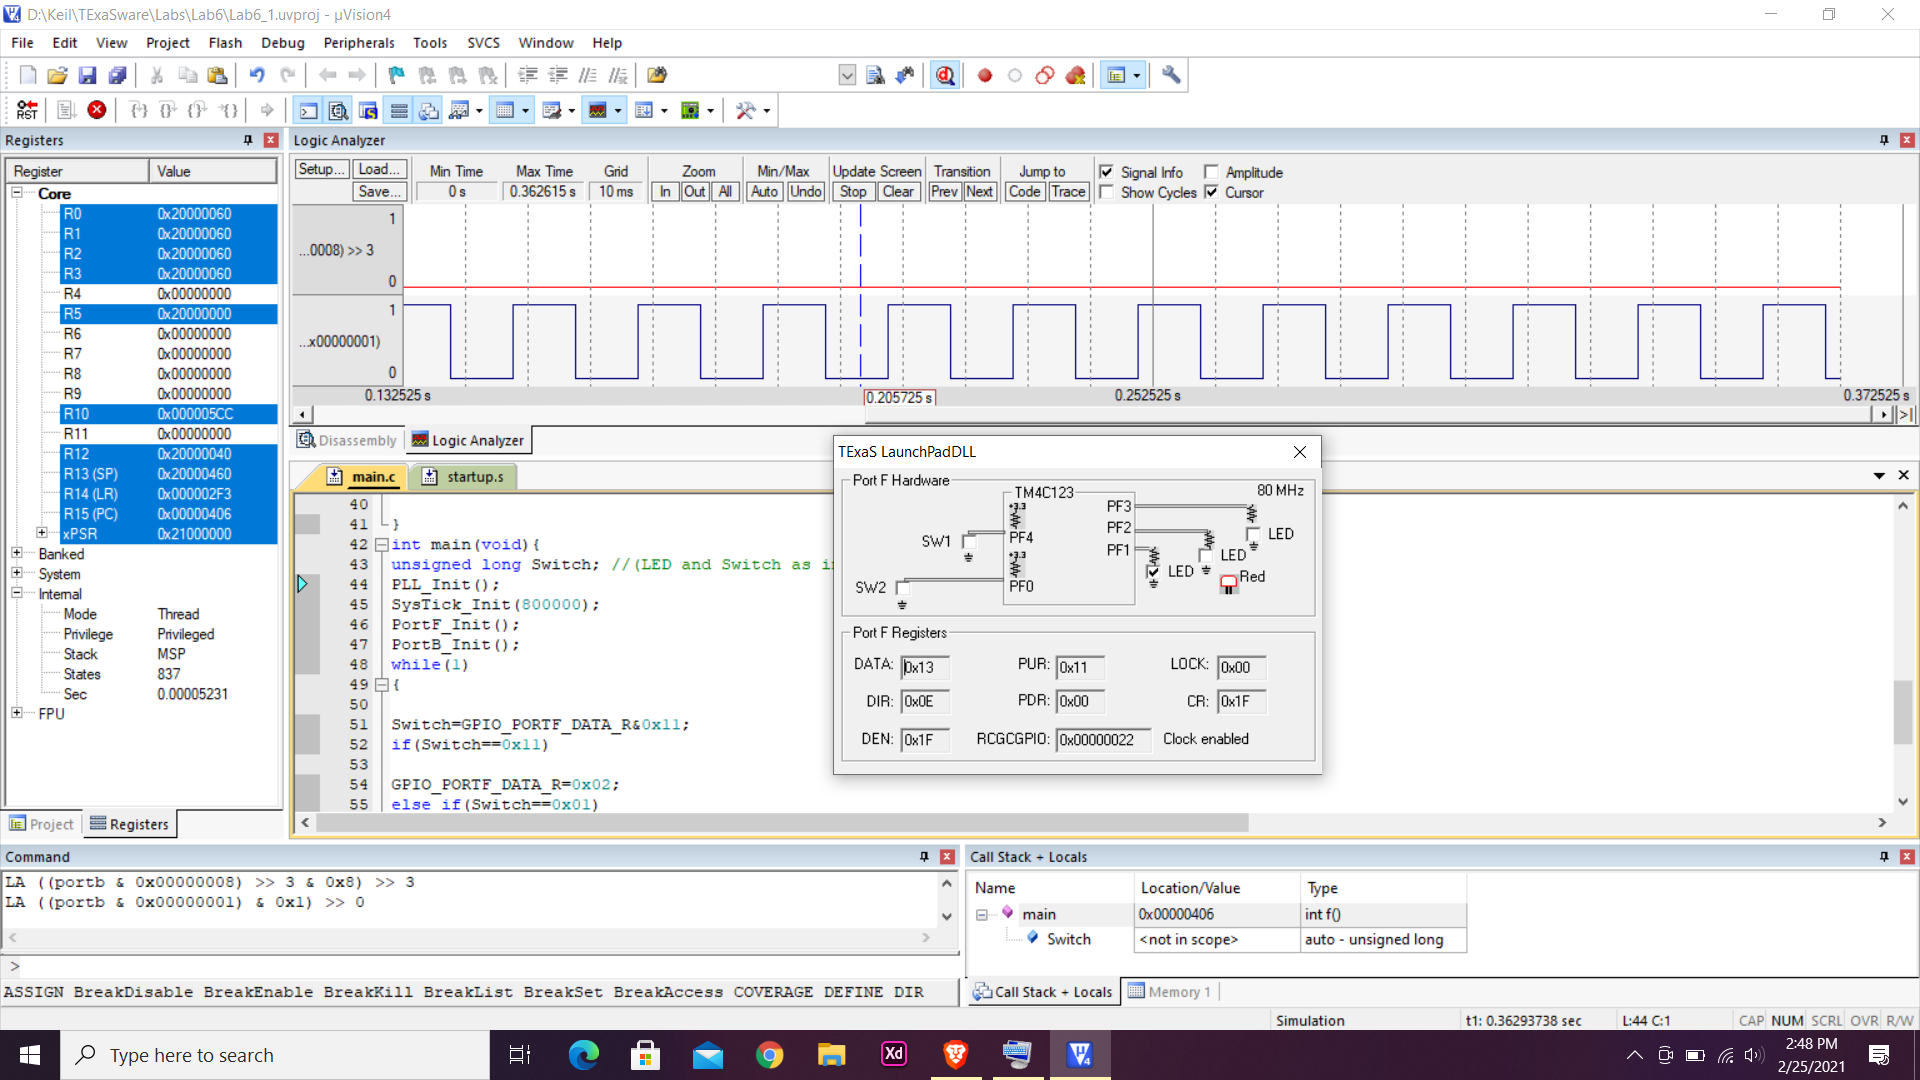 D:\Keil\TExaSware\Labs\Lab6\Lab6_1.uvproj - µVision4
File Edit View Project Flash Debug Peripherals Tools SVCS Window Help
RST
Registers
Register Value
Core
R0 0x20000060
R1 0x20000060
R2 0x20000060
R3 0x20000060
R4 0x00000000
R5 0x20000000
R6 0x00000000
R7 0x00000000
R8 0x00000000
R9 0x00000000
R10 0x000005CC
R11 0x00000000
R12 0x20000040
R13 (SP) 0x20000460
R14 (LR) 0x000002F3
R15 (PC) 0x00000406
xPSR 0x21000000
Banked
System
Internal
Mode Thread
Privilege Privileged
Stack MSP
States 837
Sec 0.00005231
FPU
Project Registers
Logic Analyzer
Setup... Load... Min Time Max Time Grid Zoom Min/Max Update Screen Transition Jump to Signal Info Amplitude
Save... 0 s 0.362615 s 10 ms In Out All Auto Undo Stop Clear Prev Next Code Trace Show Cycles Cursor
1
...0008) >> 3
0
1
...x00000001)
0
0.132525 s 0.205725 s 0.252525 s 0.372525 s
Disassembly Logic Analyzer
main.c startup.s
40
41 }
42 int main(void){
43 unsigned long Switch; //(LED and Switch as i
44 PLL_Init();
45 SysTick_Init(800000);
46 PortF_Init();
47 PortB_Init();
48 while(1)
49 {
50
51 Switch=GPIO_PORTF_DATA_R&0x11;
52 if(Switch==0x11)
53
54 GPIO_PORTF_DATA_R=0x02;
55 else if(Switch==0x01)
TExaS LaunchPadDLL
Port F Hardware
TM4C123 80 MHz
+3.3 PF3
PF2 LED
SW1 PF4 PF1 LED
+3.3 LED Red
SW2 PF0
Port F Registers
DATA: 0x13 PUR: 0x11 LOCK: 0x00
DIR: 0x0E PDR: 0x00 CR: 0x1F
DEN: 0x1F RCGCGPIO: 0x00000022 Clock enabled
Command
LA ((portb & 0x00000008) >> 3 & 0x8) >> 3
LA ((portb & 0x00000001) & 0x1) >> 0
>
ASSIGN BreakDisable BreakEnable BreakKill BreakList BreakSet BreakAccess COVERAGE DEFINE DIR
Call Stack + Locals
Name Location/Value Type
main 0x00000406 int f()
Switch <not in scope> auto - unsigned long
Call Stack + Locals Memory 1
Simulation t1: 0.36293738 sec L:44 C:1 CAP NUM SCRL OVR R/W
Type here to search
Xd
2:48 PM
2/25/2021